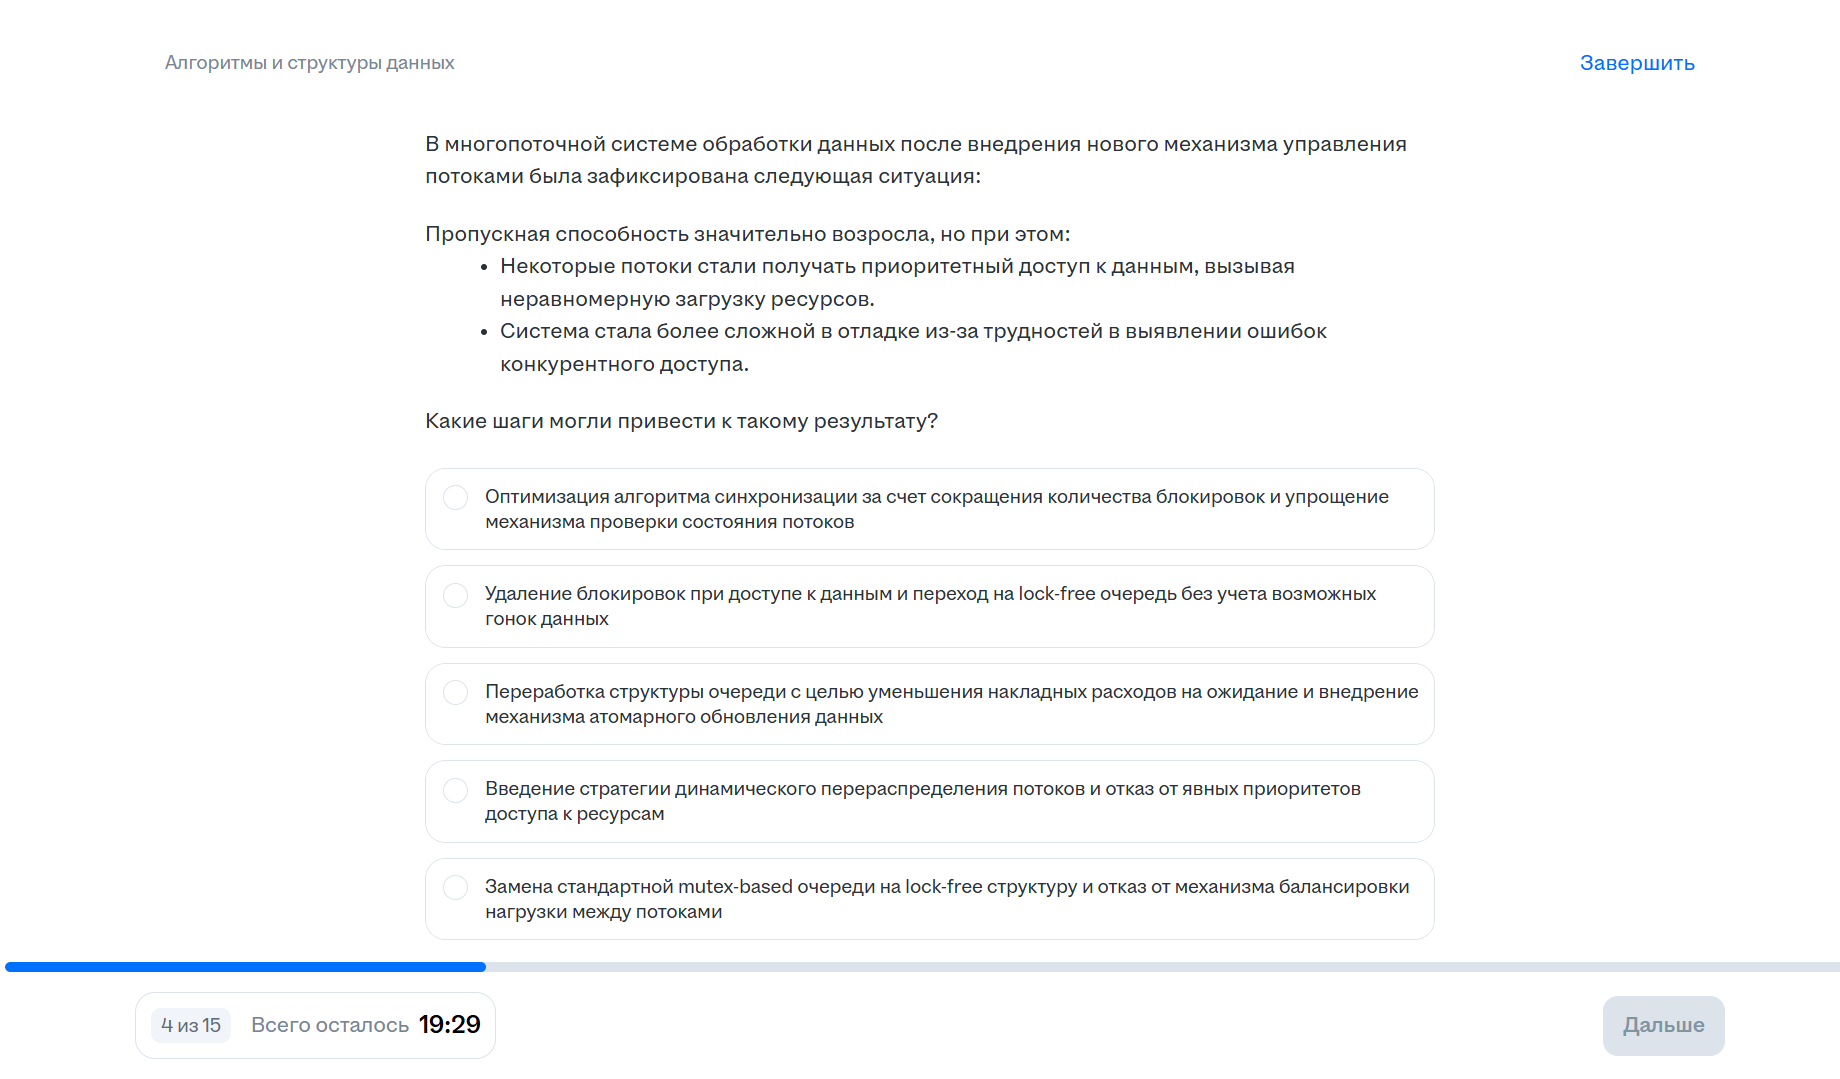 Алгоритмы и структуры данных
Завершить
В многопоточной системе обработки данных после внедрения нового механизма управления
потоками была зафиксирована следующая ситуация:
Пропускная способность значительно возросла, но при этом:
• Некоторые потоки стали получать приоритетный доступ к данным, вызывая
неравномерную загрузку ресурсов.
• Система стала более сложной в отладке из-за трудностей в выявлении ошибок
конкурентного доступа.
Какие шаги могли привести к такому результату?
Оптимизация алгоритма синхронизации за счет сокращения количества блокировок и упрощение
механизма проверки состояния потоков
Удаление блокировок при доступе к данным и переход на lock-free очередь без учета возможных
гонок данных
Переработка структуры очереди с целью уменьшения накладных расходов на ожидание и внедрение
механизма атомарного обновления данных
Введение стратегии динамического перераспределения потоков и отказ от явных приоритетов
доступа к ресурсам
Замена стандартной mutex-based очереди на lock-free структуру и отказ от механизма балансировки
нагрузки между потоками
4 из 15
Всего осталось 19:29
Дальше